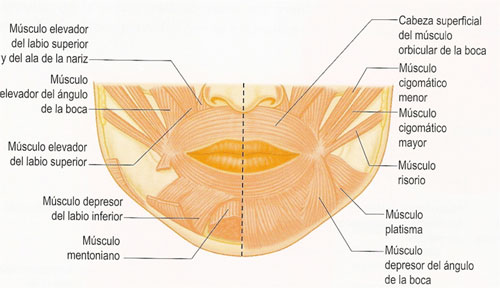 Músculo elevador
del labio superior
y del ala de la nariz
Músculo
elevador del ángulo
de la boca
Músculo elevador
del labio superior
Músculo depresor
del labio inferior
Músculo
mentoniano
Cabeza superficial
del músculo
orbicular de la boca
Músculo
cigomático
menor
Músculo
cigomático
mayor
Músculo
risorio
Músculo
platisma
Músculo
depresor del ángulo
de la boca